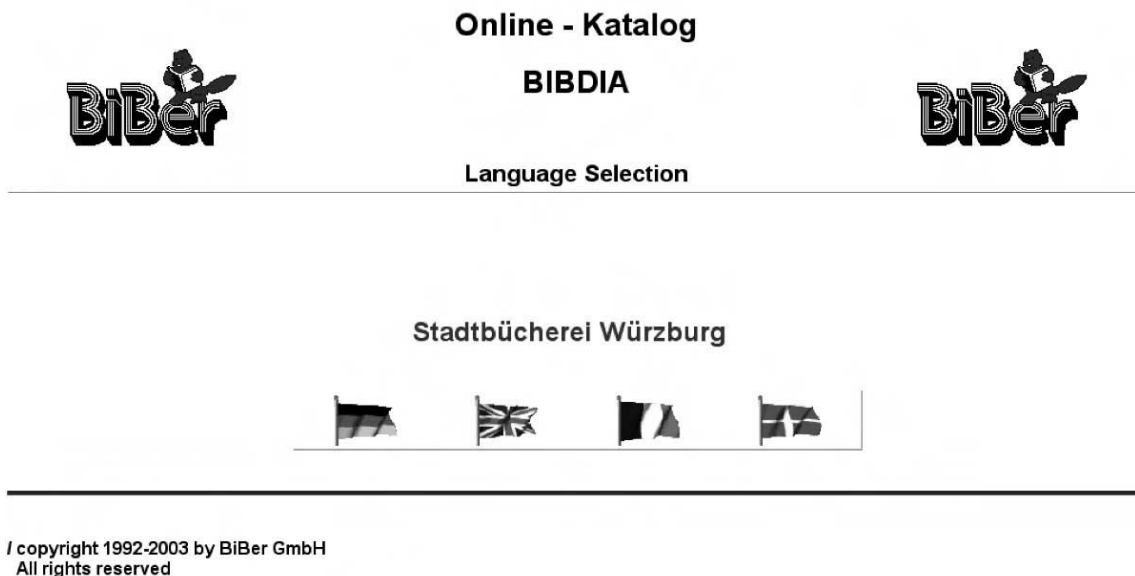 Online - Katalog
BiBer
BIBDIA
BiBer
Language Selection
Stadtbücherei Würzburg
/ copyright 1992-2003 by BiBer GmbH
All rights reserved